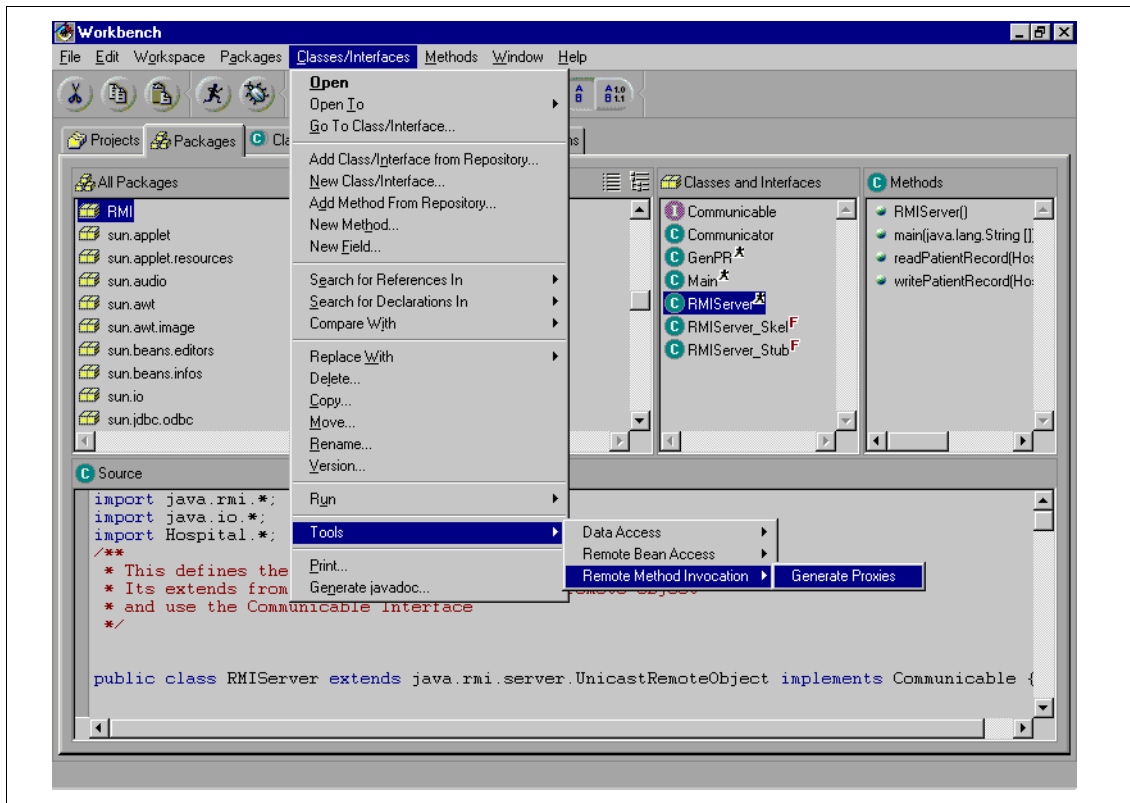 Workbench
File Edit Workspace Packages Classes/Interfaces Methods Window Help
A B
A1.0 B 1.1
Projects Packages C
Open
Open To
Go To Class/Interface...
Add Class/Interface from Repository...
New Class/Interface...
Add Method From Repository...
New Method...
New Field...
Search for References In
Search for Declarations In
Compare With
Replace With
Delete...
Copy...
Move...
Rename...
Version...
Run
Tools
Print...
Generate javadoc...
Data Access
Remote Bean Access
Remote Method Invocation
Generate Proxies
All Packages
RMI
sun.applet
sun.applet.resources
sun.audio
sun.awt
sun.awt.image
sun.beans.editors
sun.beans.infos
sun.io
sun.jdbc.odbc
Classes and Interfaces
I Communicable
C Communicator
C GenPR
C Main
C RMIServer
C RMIServer_Skel F
C RMIServer_Stub F
C Methods
RMIServer()
main(java.lang.String []
readPatientRecord(Hos
writePatientRecord(Ho
C Source
import java.rmi.*;
import java.io.*;
import Hospital.*;
/**
* This defines the
* Its extends from
* and use the Communicable Interface
*/
public class RMIServer extends java.rmi.server.UnicastRemoteObject implements Communicable {